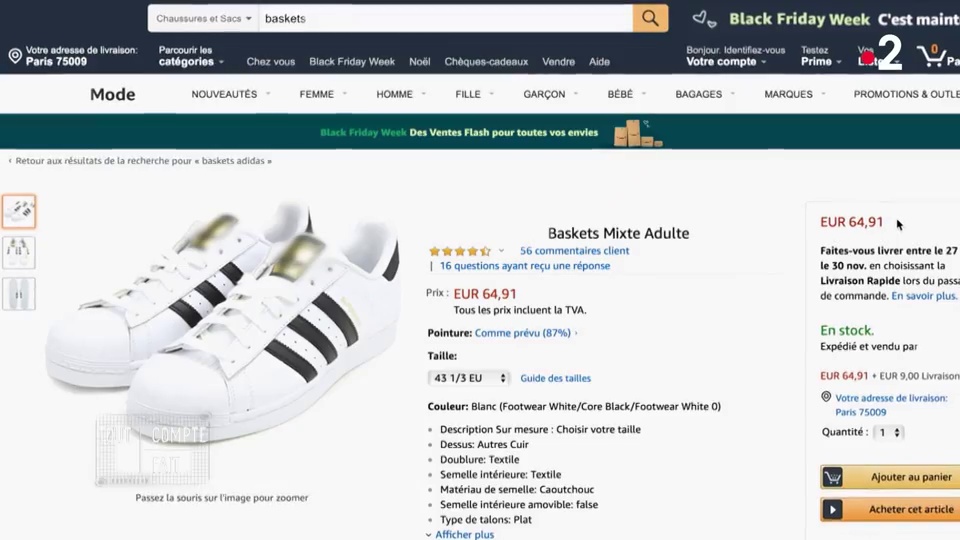 Chaussures et Sacs
baskets
Black Friday Week C'est maint
Votre adresse de livraison:
Paris 75009
Parcourir les
catégories
Chez vous
Black Friday Week
Noël
Chèques-cadeaux
Vendre
Aide
Bonjour. Identifiez-vous
Votre compte
Testez
Prime
2
0
Pa
Mode
NOUVEAUTÉS
FEMME
HOMME
FILLE
GARÇON
BÉBÉ
BAGAGES
MARQUES
PROMOTIONS & OUTLE
Black Friday Week Des Ventes Flash pour toutes vos envies
‹ Retour aux résultats de la recherche pour « baskets adidas »
Baskets Mixte Adulte
56 commentaires client
| 16 questions ayant reçu une réponse
Prix : EUR 64,91
Tous les prix incluent la TVA.
Pointure: Comme prévu (87%) ›
Taille:
43 1/3 EU
Guide des tailles
Couleur: Blanc (Footwear White/Core Black/Footwear White 0)
• Description Sur mesure : Choisir votre taille
• Dessus: Autres Cuir
• Doublure: Textile
• Semelle intérieure: Textile
• Matériau de semelle: Caoutchouc
• Semelle intérieure amovible: false
• Type de talons: Plat
Afficher plus
TOUT COMPTE
FAIT
Passez la souris sur l'image pour zoomer
EUR 64,91
Faites-vous livrer entre le 27
le 30 nov. en choisissant la
Livraison Rapide lors du passa
de commande. En savoir plus.
En stock.
Expédié et vendu par
EUR 64,91 + EUR 9,00 Livraison
Votre adresse de livraison:
Paris 75009
Quantité : 1
Ajouter au panier
Acheter cet article